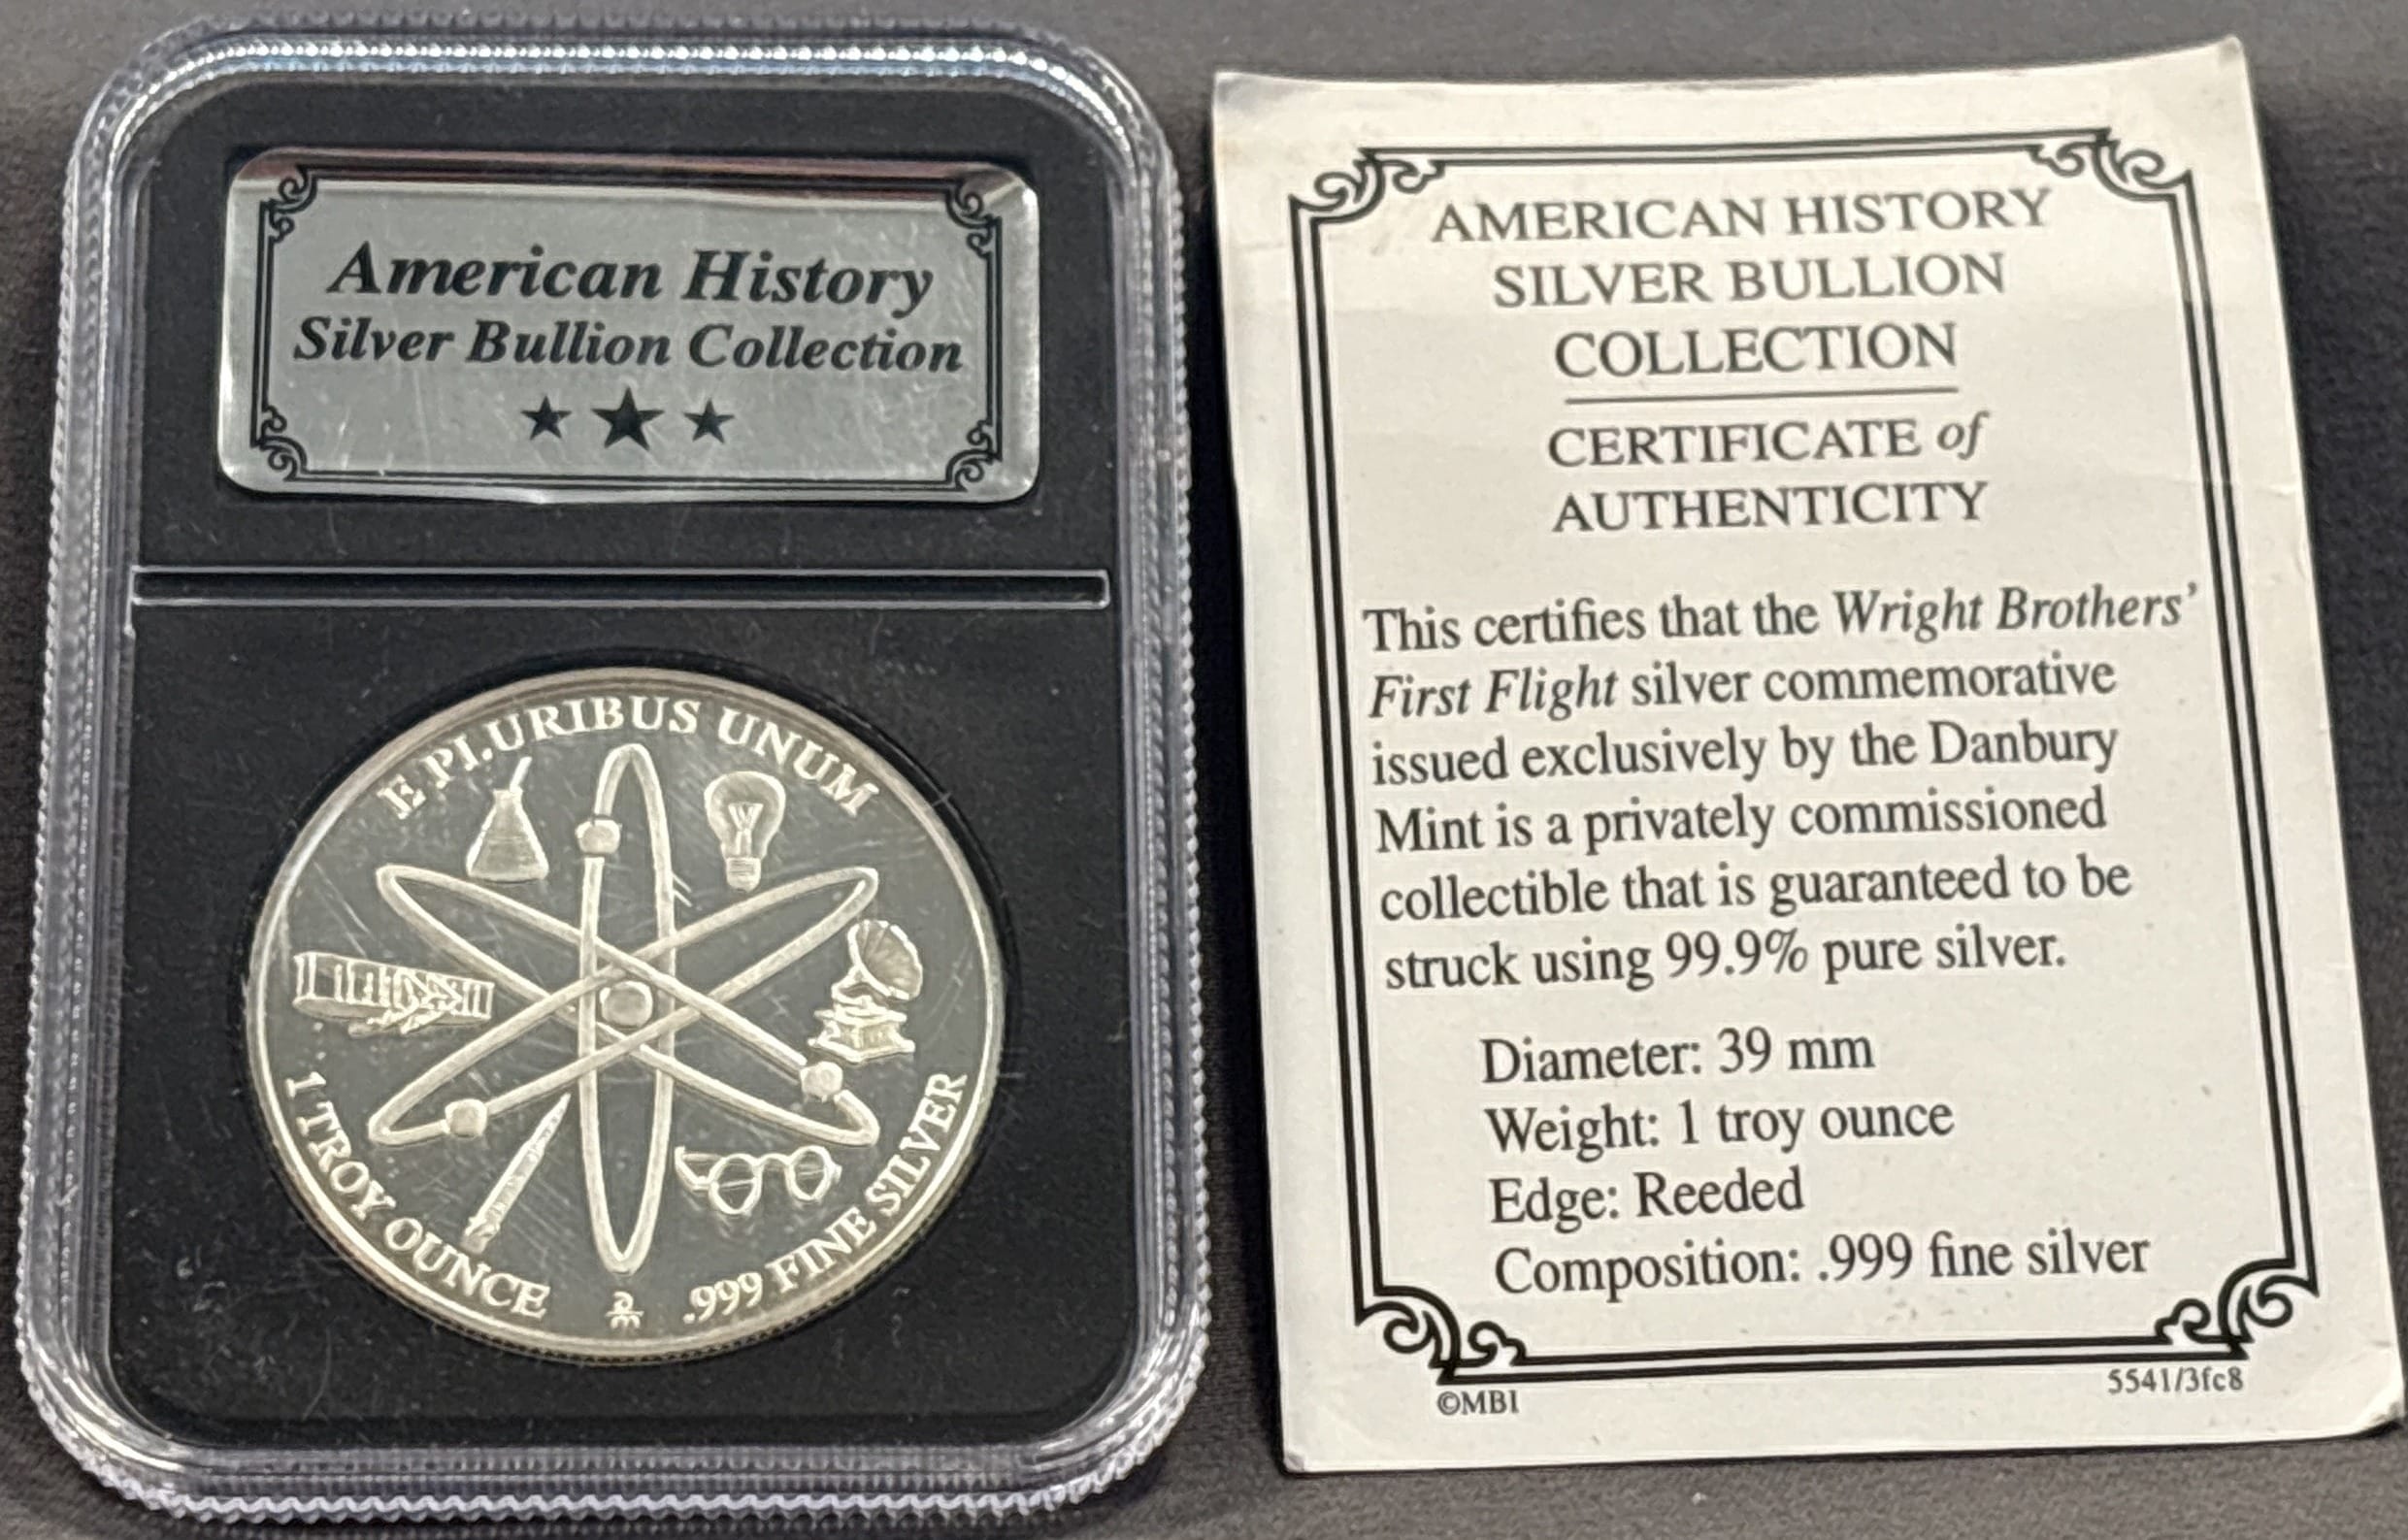 American History
Silver Bullion Collection
E PLURIBUS UNUM
1 TROY OUNCE
.999 FINE SILVER
AMERICAN HISTORY
SILVER BULLION
COLLECTION
CERTIFICATE of
AUTHENTICITY
This certifies that the Wright Brothers’
First Flight silver commemorative
issued exclusively by the Danbury
Mint is a privately commissioned
collectible that is guaranteed to be
struck using 99.9% pure silver.
Diameter: 39 mm
Weight: 1 troy ounce
Edge: Reeded
Composition: .999 fine silver
©MBI
5541/3fc8